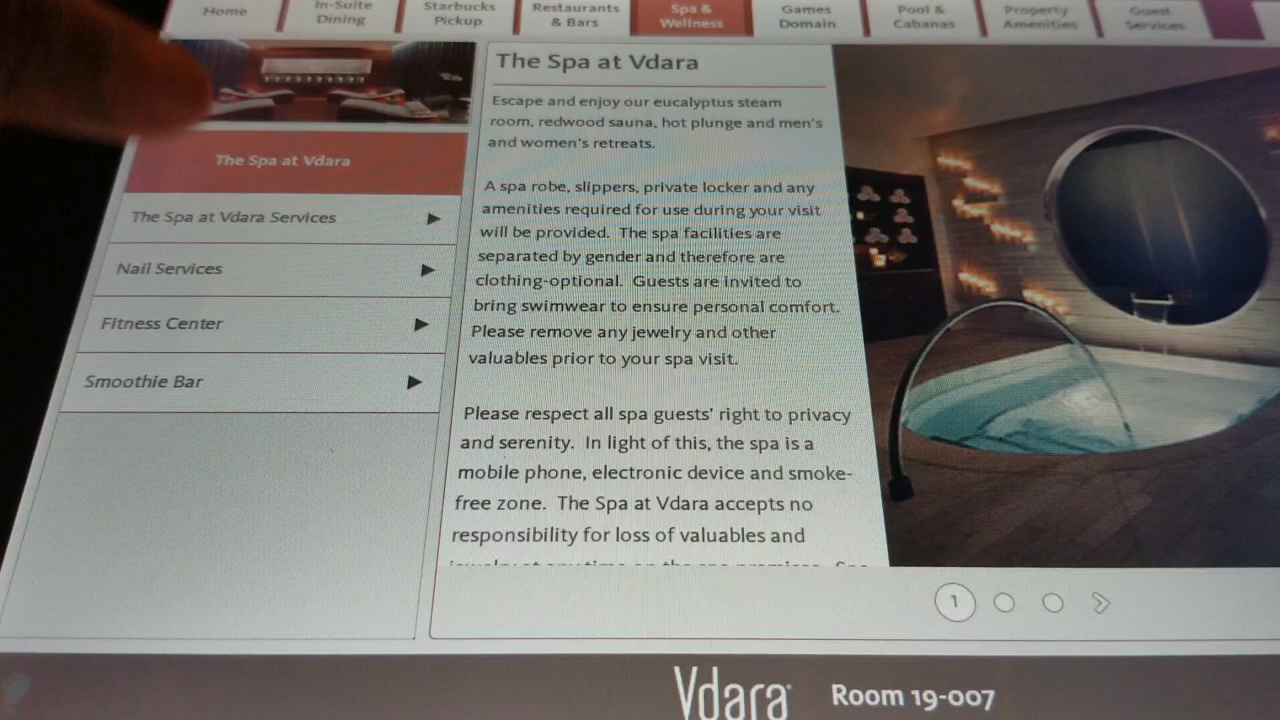 Home
In-Suite
Dining
Starbucks
Pickup
Restaurants
& Bars
Spa &
Wellness
Games
Domain
Pool &
Cabanas
Property
Amenities
Guest
Services
The Spa at Vdara
The Spa at Vdara Services
Nail Services
Fitness Center
Smoothie Bar
The Spa at Vdara
Escape and enjoy our eucalyptus steam
room, redwood sauna, hot plunge and men's
and women's retreats.
A spa robe, slippers, private locker and any
amenities required for use during your visit
will be provided. The spa facilities are
separated by gender and therefore are
clothing-optional. Guests are invited to
bring swimwear to ensure personal comfort.
Please remove any jewelry and other
valuables prior to your spa visit.
Please respect all spa guests' right to privacy
and serenity. In light of this, the spa is a
mobile phone, electronic device and smoke-
free zone. The Spa at Vdara accepts no
responsibility for loss of valuables and
1
Vdara
Room 19-007